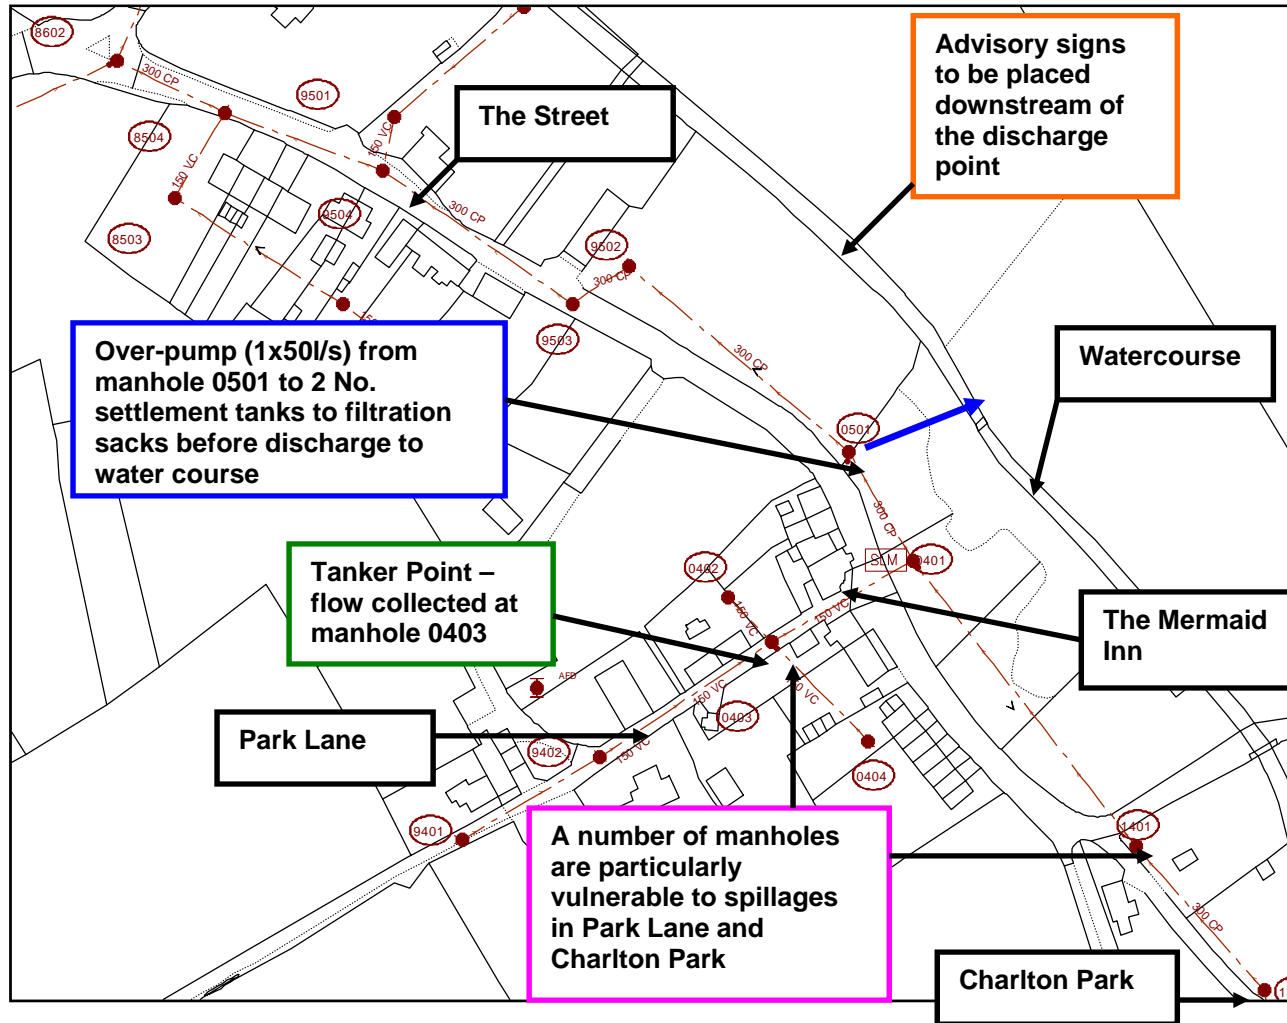 8602
300 CP
9501
8504
150 VC
150 VC
The Street
Advisory signs
to be placed
downstream of
the discharge
point
9504
300 CP
8503
9502
300 CP
9503
Over-pump (1x50l/s) from
manhole 0501 to 2 No.
settlement tanks to filtration
sacks before discharge to
water course
300 CP
Watercourse
0501
300 CP
Tanker Point –
flow collected at
manhole 0403
0402
SLM
0401
150 VC
150 VC
The Mermaid
Inn
AFD
150 VC
150 VC
0403
Park Lane
9402
150 VC
0404
9401
A number of manholes
are particularly
vulnerable to spillages
in Park Lane and
Charlton Park
1401
300 CP
Charlton Park